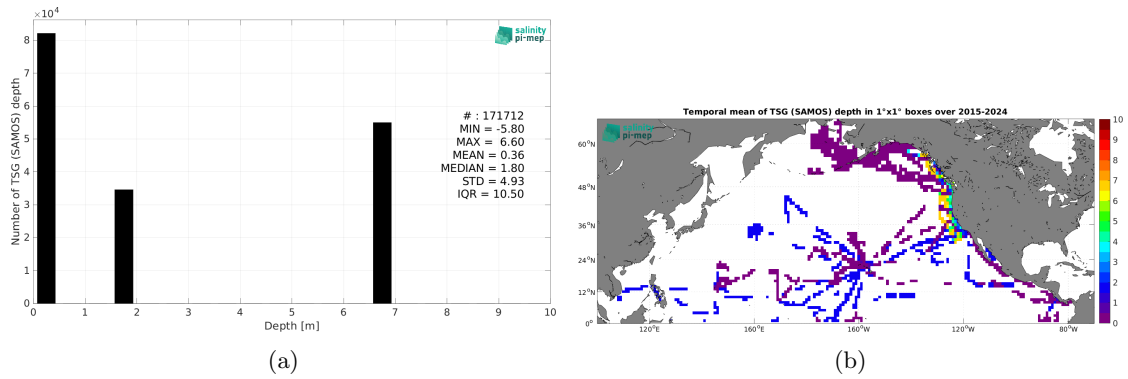 ×10⁴
8
7
6
5
4
3
2
1
0
Number of TSG (SAMOS) depth
0 1 2 3 4 5 6 7 8 9 10
Depth [m]
salinity
pi-mep
# : 171712
MIN = -5.80
MAX = 6.60
MEAN = 0.36
MEDIAN = 1.80
STD = 4.93
IQR = 10.50
(a)
Temporal mean of TSG (SAMOS) depth in 1°x1° boxes over 2015-2024
salinity
pi-mep
60°N
48°N
36°N
24°N
12°N
0°
120°E 160°E 160°W 120°W 80°W
10
9
8
7
6
5
4
3
2
1
0
(b)